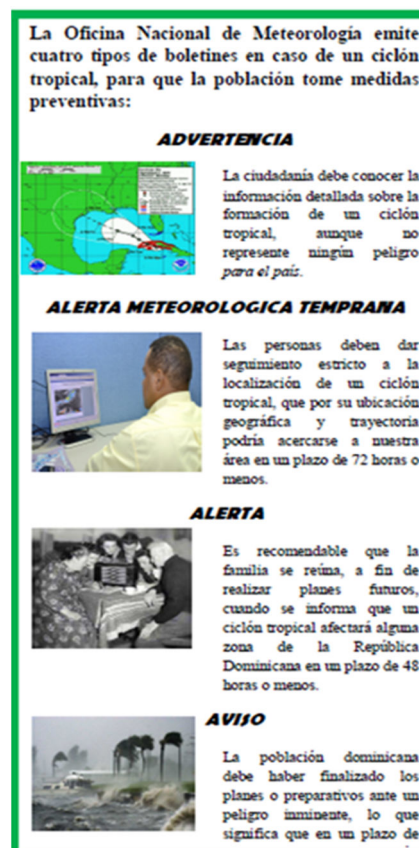 La Oficina Nacional de Meteorología emite
cuatro tipos de boletines en caso de un ciclón
tropical, para que la población tome medidas
preventivas:
ADVERTENCIA
La ciudadanía debe conocer la
información detallada sobre la
formación de un ciclón
tropical, aunque no
represente ningún peligro
para el país.
ALERTA METEOROLOGICA TEMPRANA
Las personas deben dar
seguimiento estricto a la
localización de un ciclón
tropical, que por su ubicación
geográfica y trayectoria
podría acercarse a nuestra
área en un plazo de 72 horas o
menos.
ALERTA
Es recomendable que la
familia se reúna, a fin de
realizar planes futuros,
cuando se informa que un
ciclón tropical afectará alguna
zona de la República
Dominicana en un plazo de 48
horas o menos.
AVISO
La población dominicana
debe haber finalizado los
planes o preparativos ante un
peligro inminente, lo que
significa que en un plazo de